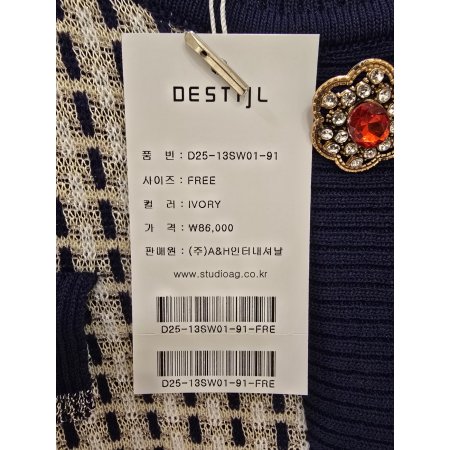 DESTIJL
품 번 : D25-13SW01-91
사이즈 : FREE
컬 러 : IVORY
가 격 : ₩86,000
판매원 : (주)A&H인터내셔날
www.studioag.co.kr
D25-13SW01-91-FRE
D25-13SW01-91-FRE